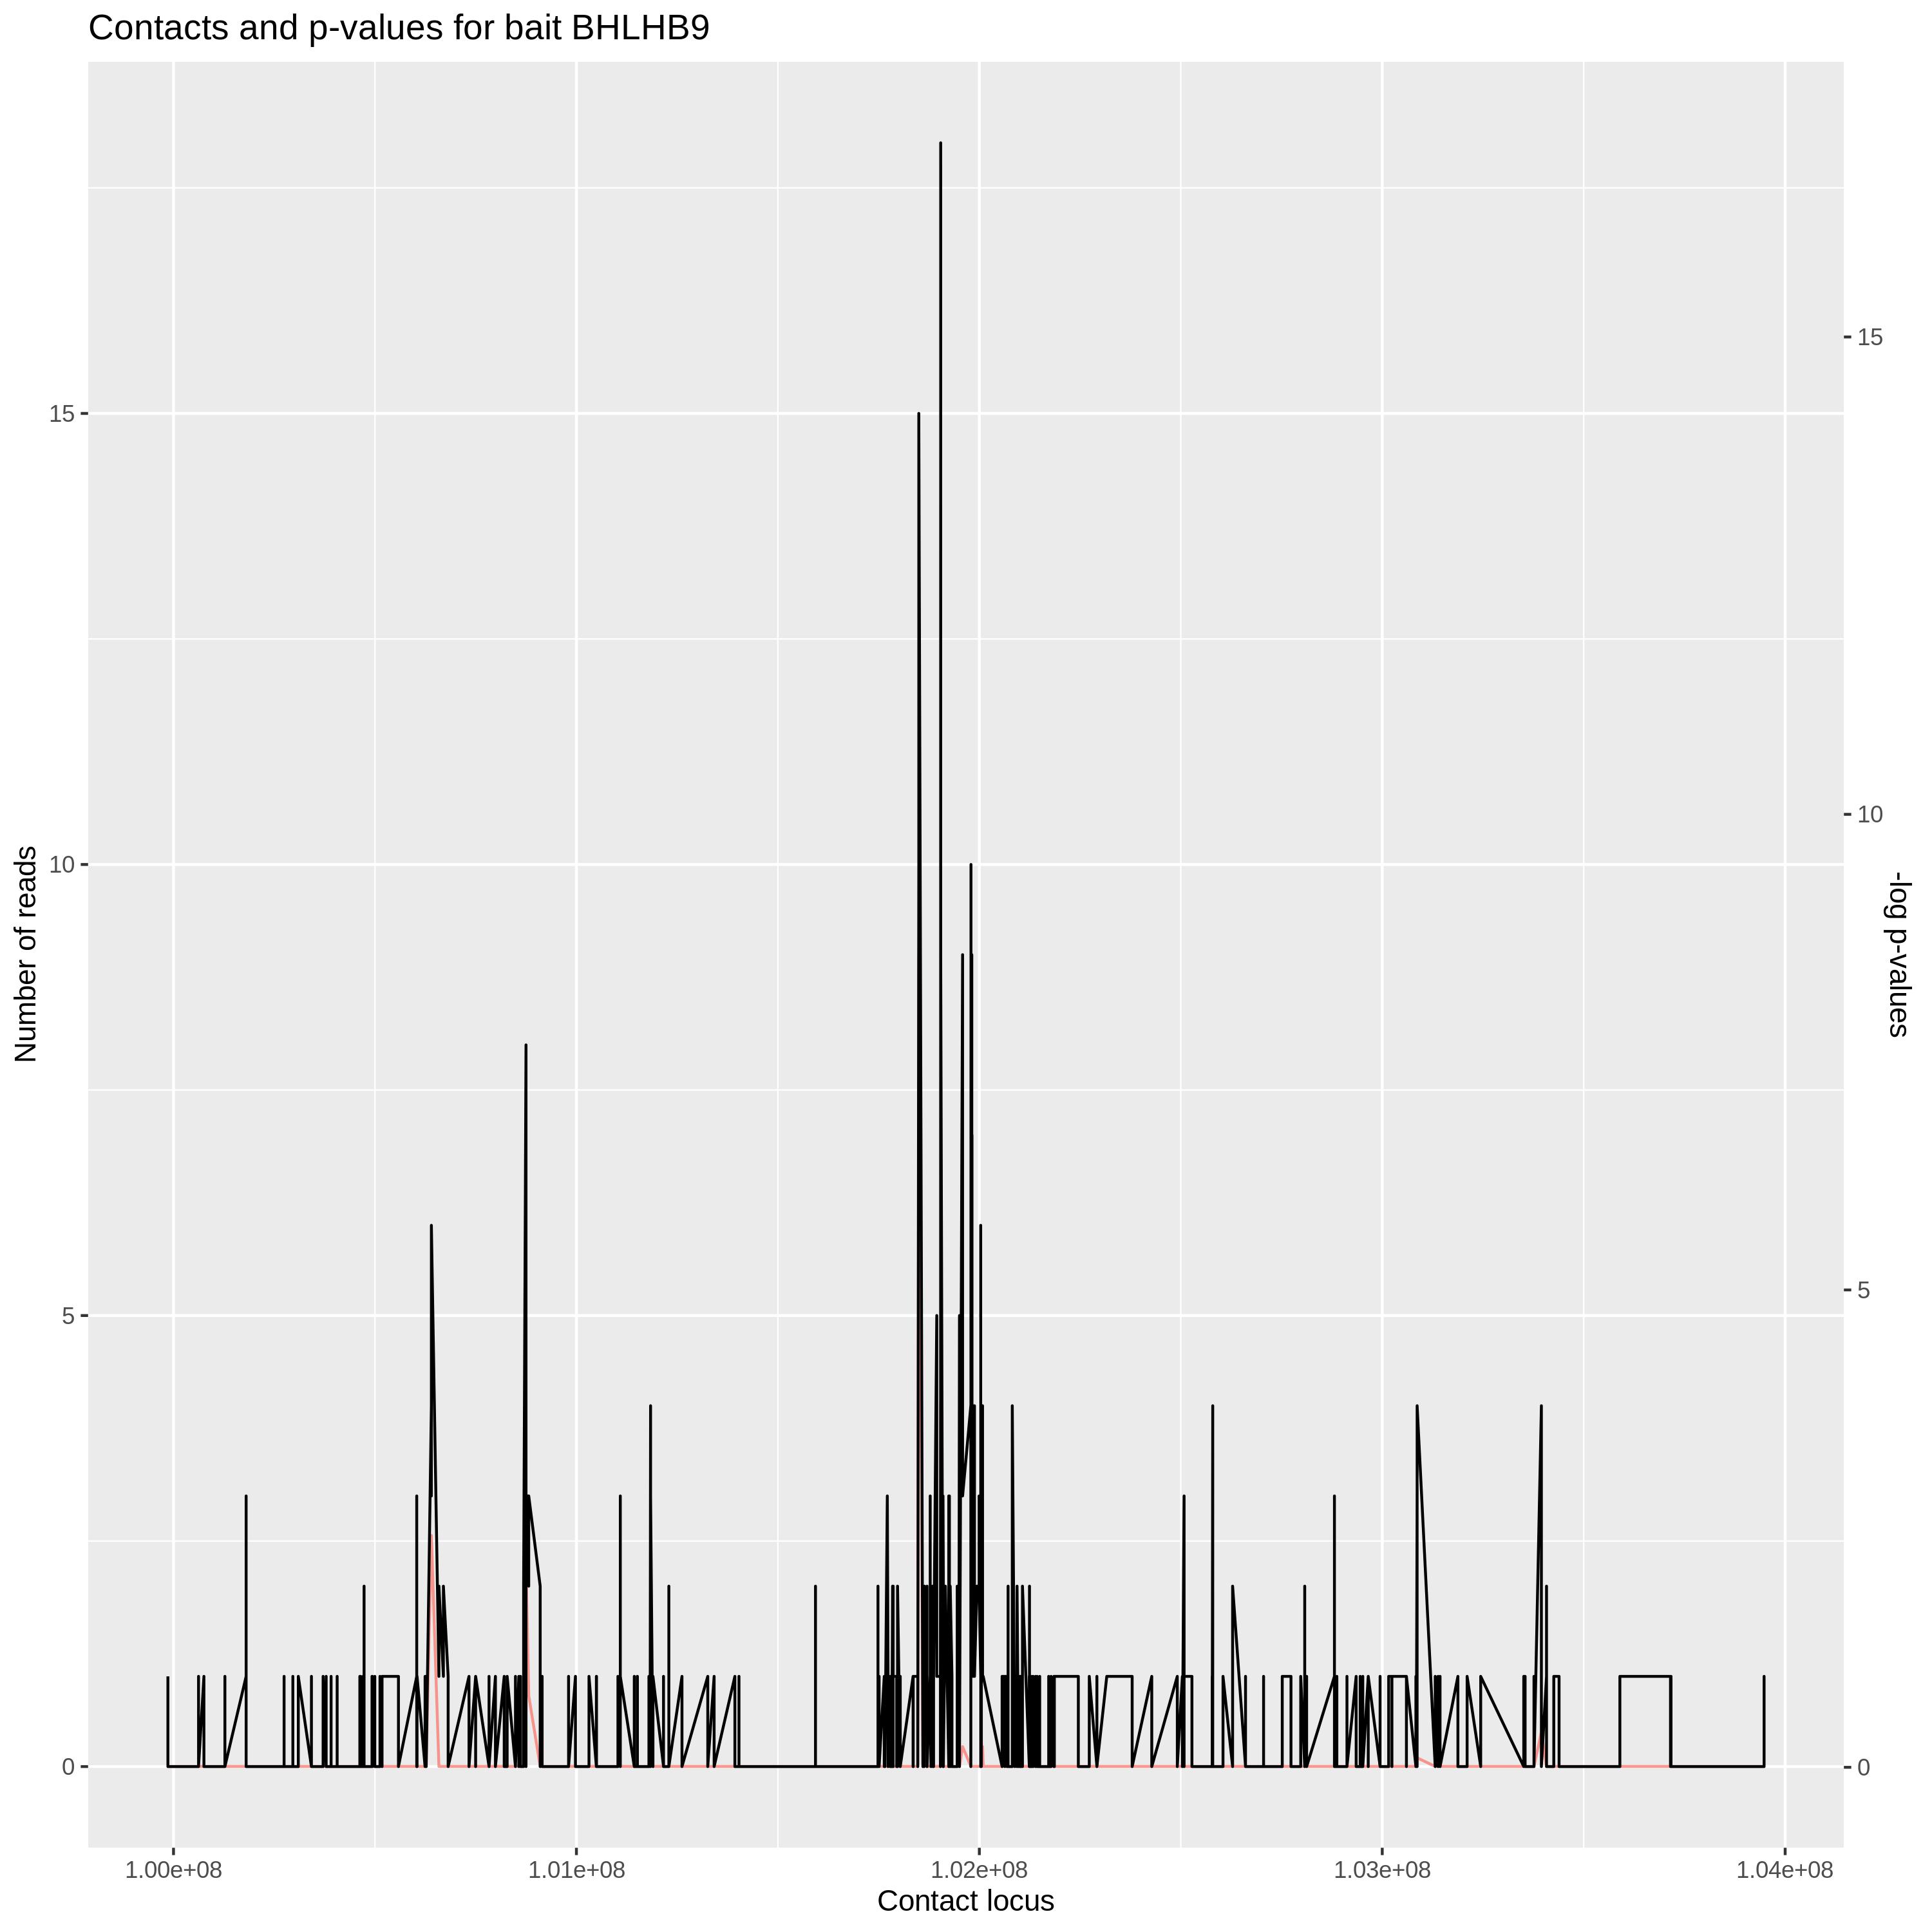 Contacts and p-values for bait BHLHB9
Number of reads
15
10
5
0
15
10
5
0
-log p-values
1.00e+08 1.01e+08 1.02e+08 1.03e+08 1.04e+08
Contact locus